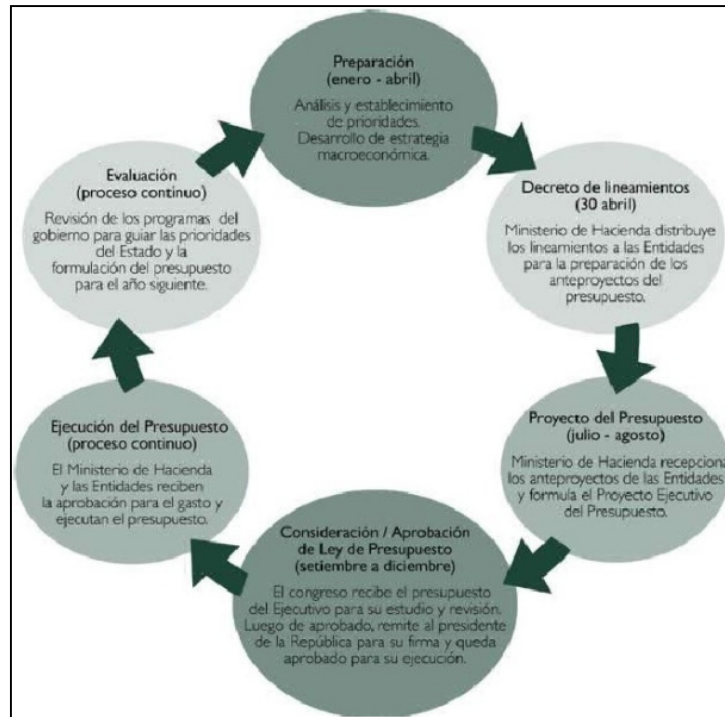 Preparación
(enero - abril)
Análisis y establecimiento
de prioridades.
Desarrollo de estrategia
macroeconómica.
Decreto de lineamientos
(30 abril)
Ministerio de Hacienda distribuye
los lineamientos a las Entidades
para la preparación de los
anteproyectos del
presupuesto.
Proyecto del Presupuesto
(julio - agosto)
Ministerio de Hacienda recepciona
los anteproyectos de las Entidades
y formula el Proyecto Ejecutivo
del Presupuesto.
Consideración / Aprobación
de Ley de Presupuesto
(setiembre a diciembre)
El congreso recibe el presupuesto
del Ejecutivo para su estudio y revisión.
Luego de aprobado, remite al presidente
de la República para su firma y queda
aprobado para su ejecución.
Ejecución del Presupuesto
(proceso continuo)
El Ministerio de Hacienda
y las Entidades reciben
la aprobación para el gasto y
ejecutan el presupuesto.
Evaluación
(proceso continuo)
Revisión de los programas del
gobierno para guiar las prioridades
del Estado y la
formulación del presupuesto
para el año siguiente.